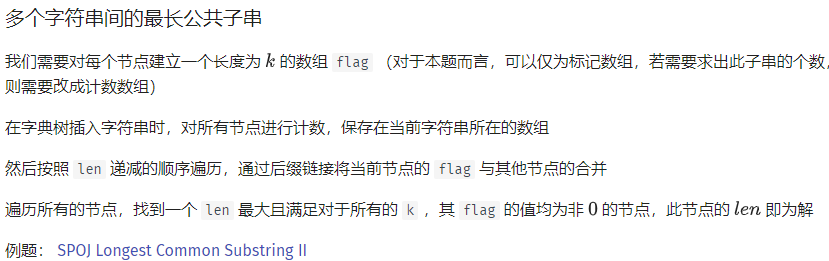 多个字符串间的最长公共子串
我们需要对每个节点建立一个长度为 k 的数组 flag （对于本题而言，可以仅为标记数组，若需要求出此子串的个数，
则需要改成计数数组）
在字典树插入字符串时，对所有节点进行计数，保存在当前字符串所在的数组
然后按照 len 递减的顺序遍历，通过后缀链接将当前节点的 flag 与其他节点的合并
遍历所有的节点，找到一个 len 最大且满足对于所有的 k ，其 flag 的值均为非 0 的节点，此节点的 len 即为解
例题： SPOJ Longest Common Substring II